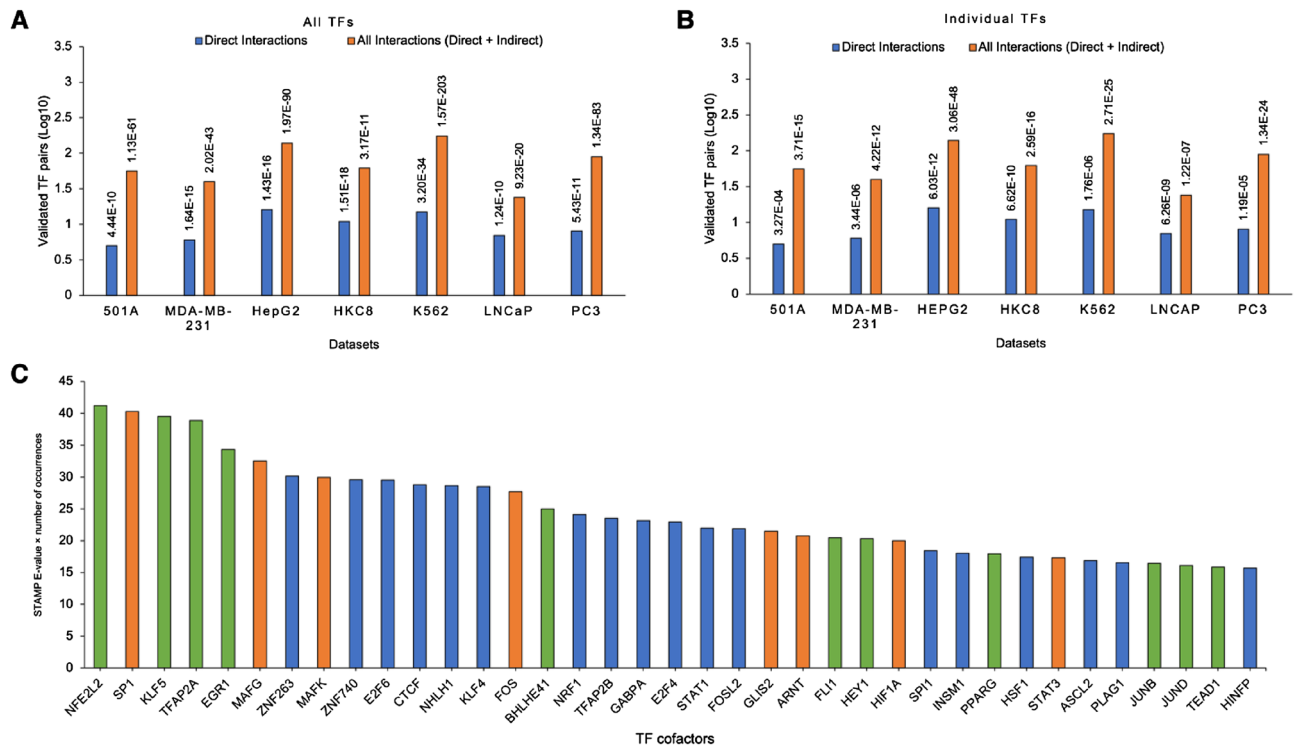 A
All TFs
Direct Interactions
All Interactions (Direct + Indirect)
Validated TF pairs (Log10)
3.5
3
2.5
2
1.5
1
0.5
0
4.44E-10
1.13E-61
1.64E-15
2.02E-43
1.43E-16
1.97E-90
1.51E-18
3.17E-11
3.20E-34
1.57E-203
1.24E-10
9.23E-20
5.43E-11
1.34E-83
501A
MDA-MB-
231
HepG2
HKC8
K562
LNCaP
PC3
Datasets
B
Individual TFs
Direct Interactions
All Interactions (Direct + Indirect)
Validated TF pairs (Log10)
3.5
3
2.5
2
1.5
1
0.5
0
3.27E-04
3.71E-15
3.44E-06
4.22E-12
6.03E-12
3.06E-48
6.62E-10
2.59E-16
1.76E-06
2.71E-25
6.26E-09
1.22E-07
1.19E-05
1.34E-24
501A
MDA-MB-
231
HEPG2
HKC8
K562
LNCAP
PC3
Datasets
C
STAMP E-value × number of occurrences
45
40
35
30
25
20
15
10
5
0
NFE2L2
SP1
KLF5
TFAP2A
EGR1
MAFG
ZNF263
MAFK
ZNF740
E2F6
CTCF
NHLH1
KLF4
FOS
BHLHE41
NRF1
TFAP2B
GABPA
E2F4
STAT1
FOSL2
GLIS2
ARNT
FLI1
HEY1
HIF1A
SPI1
INSM1
PPARG
HSF1
STAT3
ASCL2
PLAG1
JUNB
JUND
TEAD1
HINFP
TF cofactors